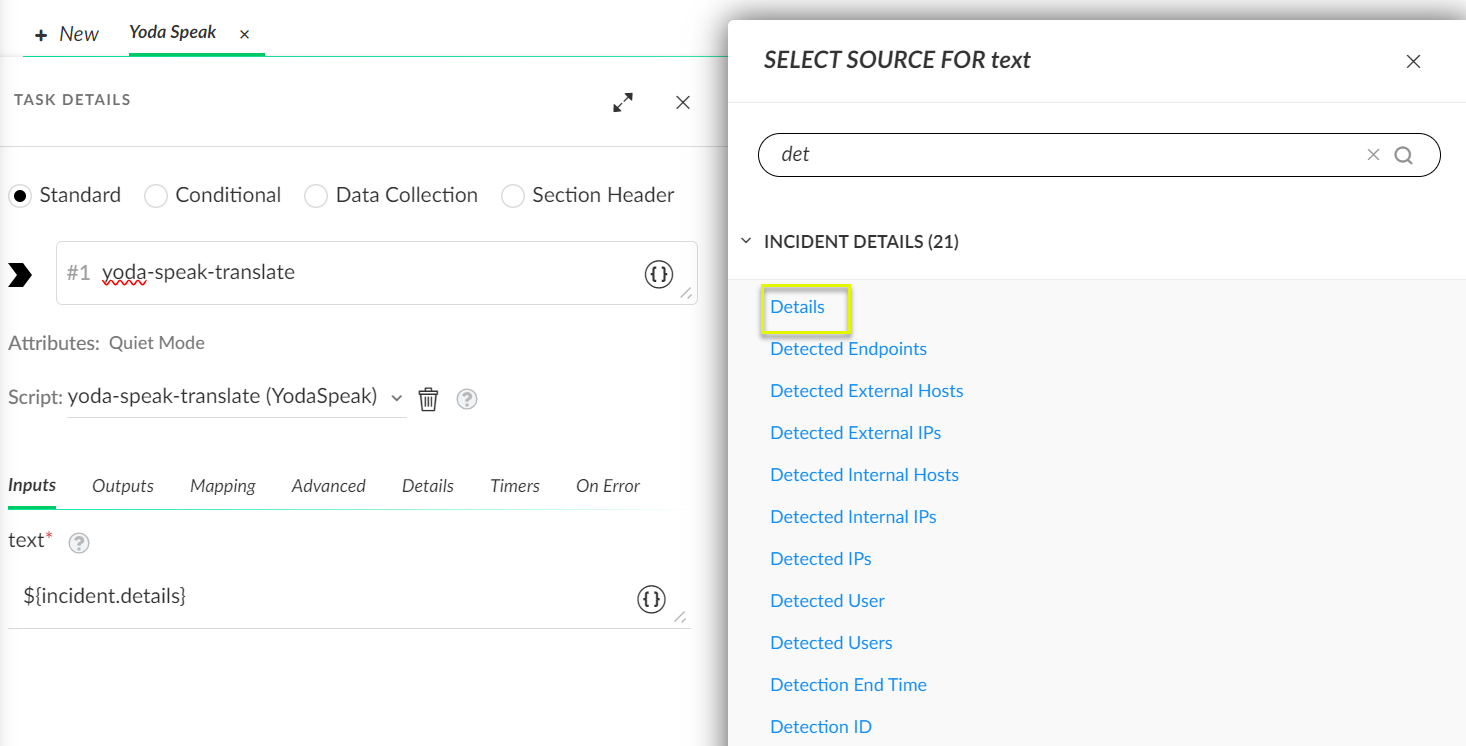 + New Yoda Speak ×
TASK DETAILS
Standard Conditional Data Collection Section Header
#1 yoda-speak-translate {}
Attributes: Quiet Mode
Script: yoda-speak-translate (YodaSpeak) ?
Inputs Outputs Mapping Advanced Details Timers On Error
text* ?
${incident.details} {}
SELECT SOURCE FOR text
det
INCIDENT DETAILS (21)
Details
Detected Endpoints
Detected External Hosts
Detected External IPs
Detected Internal Hosts
Detected Internal IPs
Detected IPs
Detected User
Detected Users
Detection End Time
Detection ID